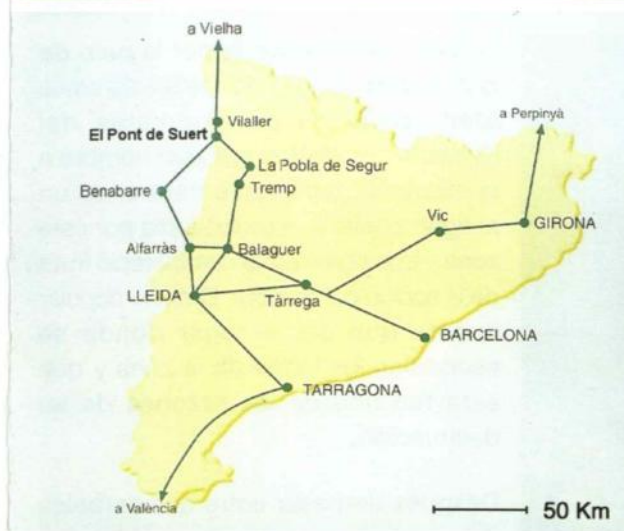 a Vielha
Vilaller
El Pont de Suert
a Perpinyà
La Pobla de Segur
Benabarre
Tremp
Vic
GIRONA
Alfarràs
Balaguer
LLEIDA
Tàrrega
BARCELONA
TARRAGONA
a València
50 Km